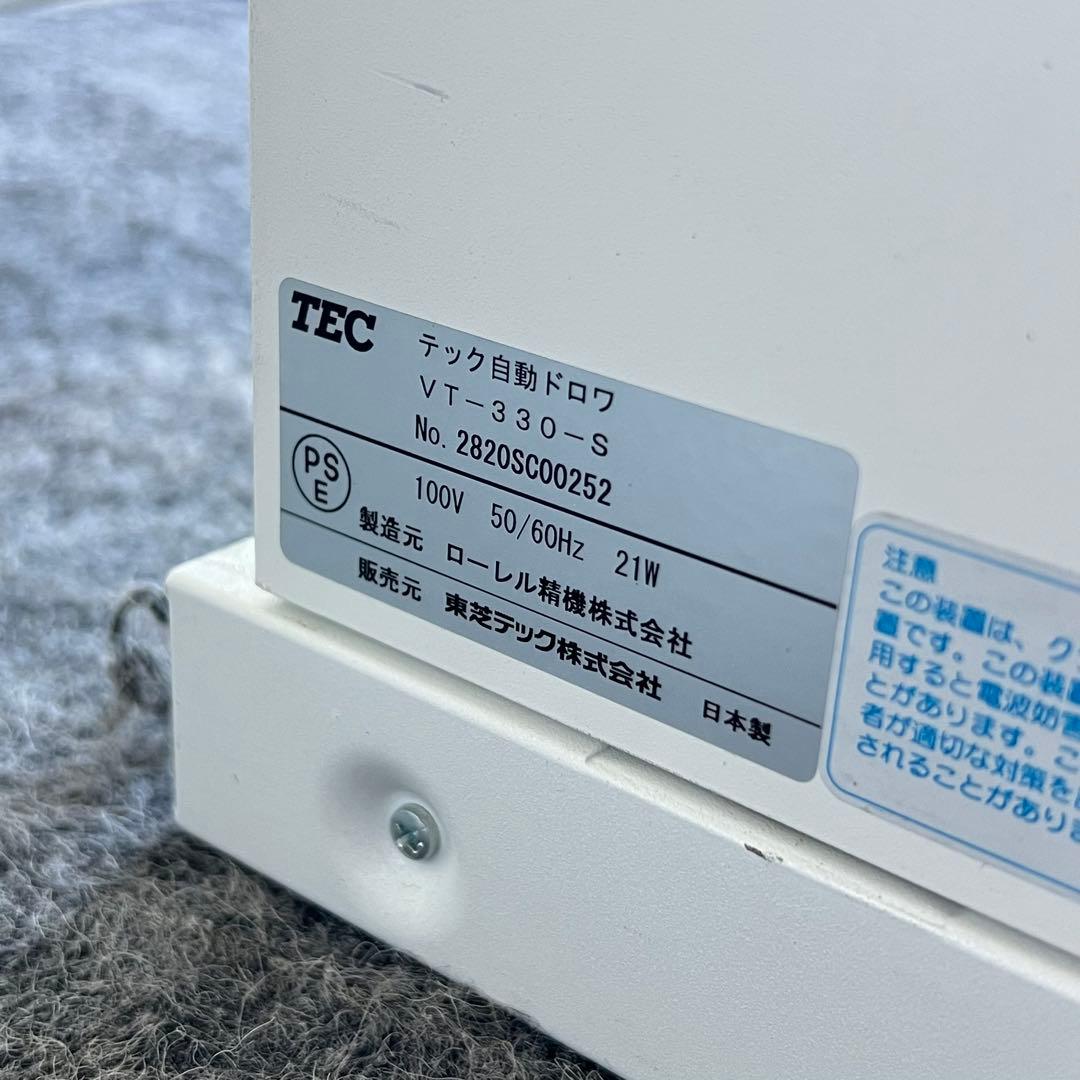 TEC
テック自動ドロワ
VT-330-S
No. 2820SC00252
PS
E
100V 50/60Hz 21W
製造元 ローレル精機株式会社
販売元 東芝テック株式会社 日本製
注意
この装置は、ク
置です。この装置
用すると電波妨害
とがあります。こ
者が適切な対策を
されることがありま